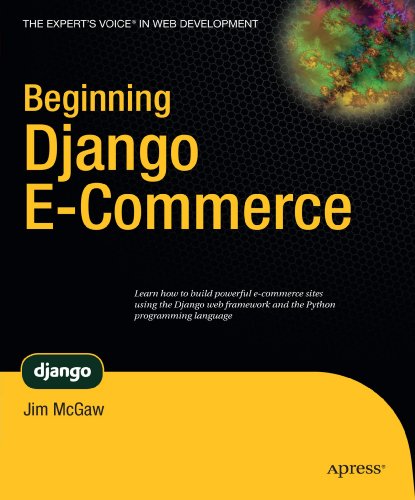 THE EXPERT'S VOICE® IN WEB DEVELOPMENT
Beginning
Django
E-Commerce
Learn how to build powerful e-commerce sites
using the Django web framework and the Python
programming language
django
Jim McGaw
Apress®